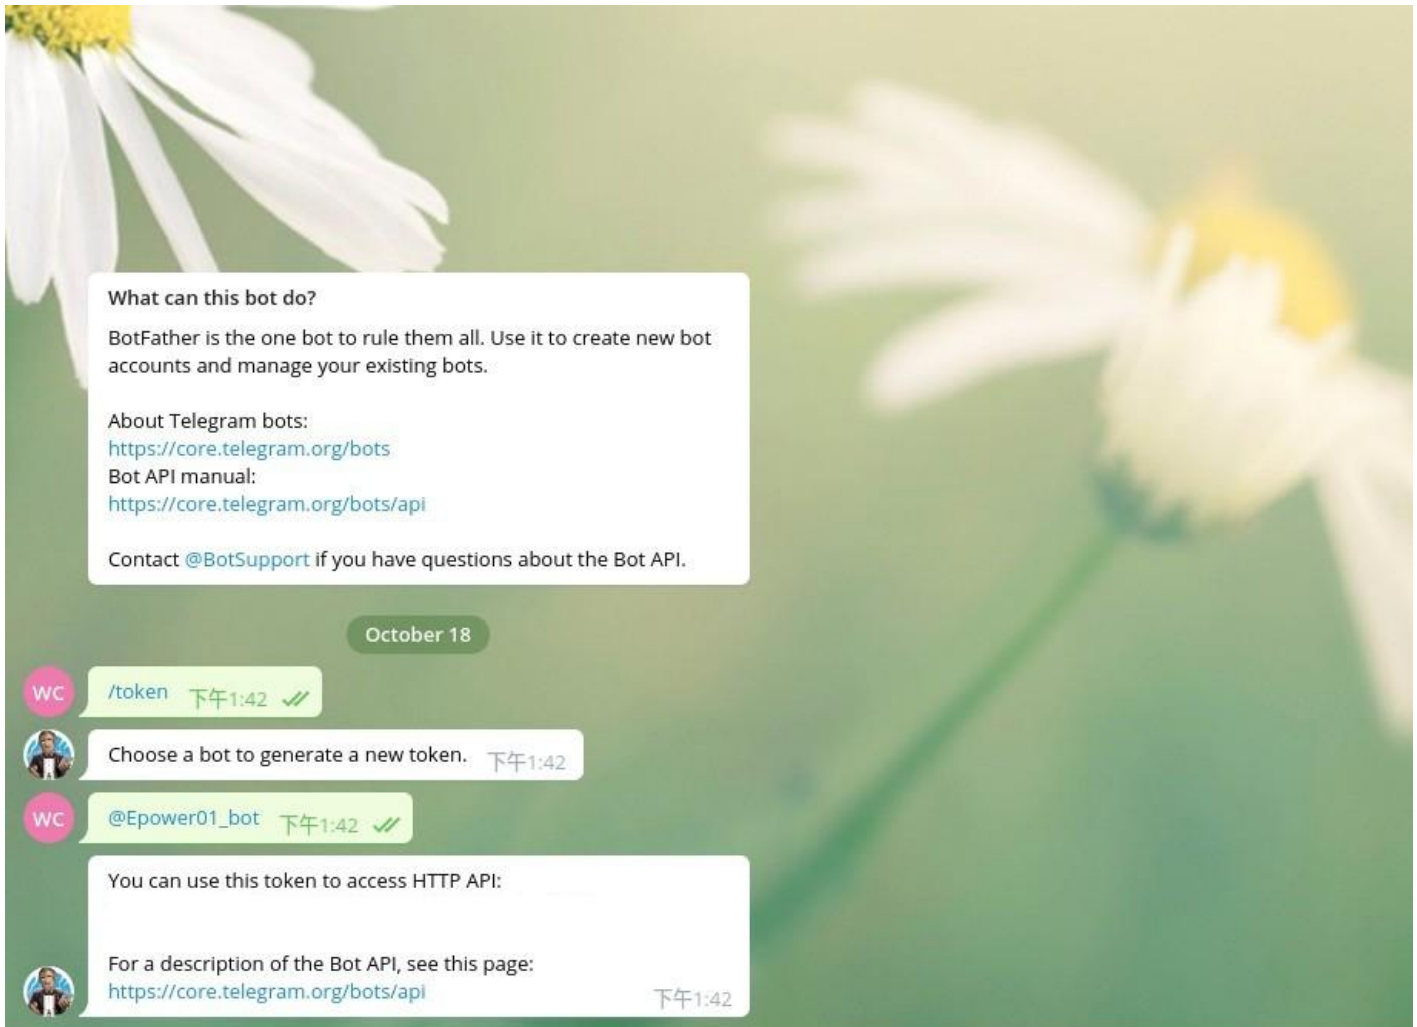 What can this bot do?
BotFather is the one bot to rule them all. Use it to create new bot
accounts and manage your existing bots.
About Telegram bots:
https://core.telegram.org/bots
Bot API manual:
https://core.telegram.org/bots/api
Contact @BotSupport if you have questions about the Bot API.
October 18
WC
/token 下午1:42
Choose a bot to generate a new token. 下午1:42
WC
@Epower01_bot 下午1:42
You can use this token to access HTTP API:
For a description of the Bot API, see this page:
https://core.telegram.org/bots/api 下午1:42